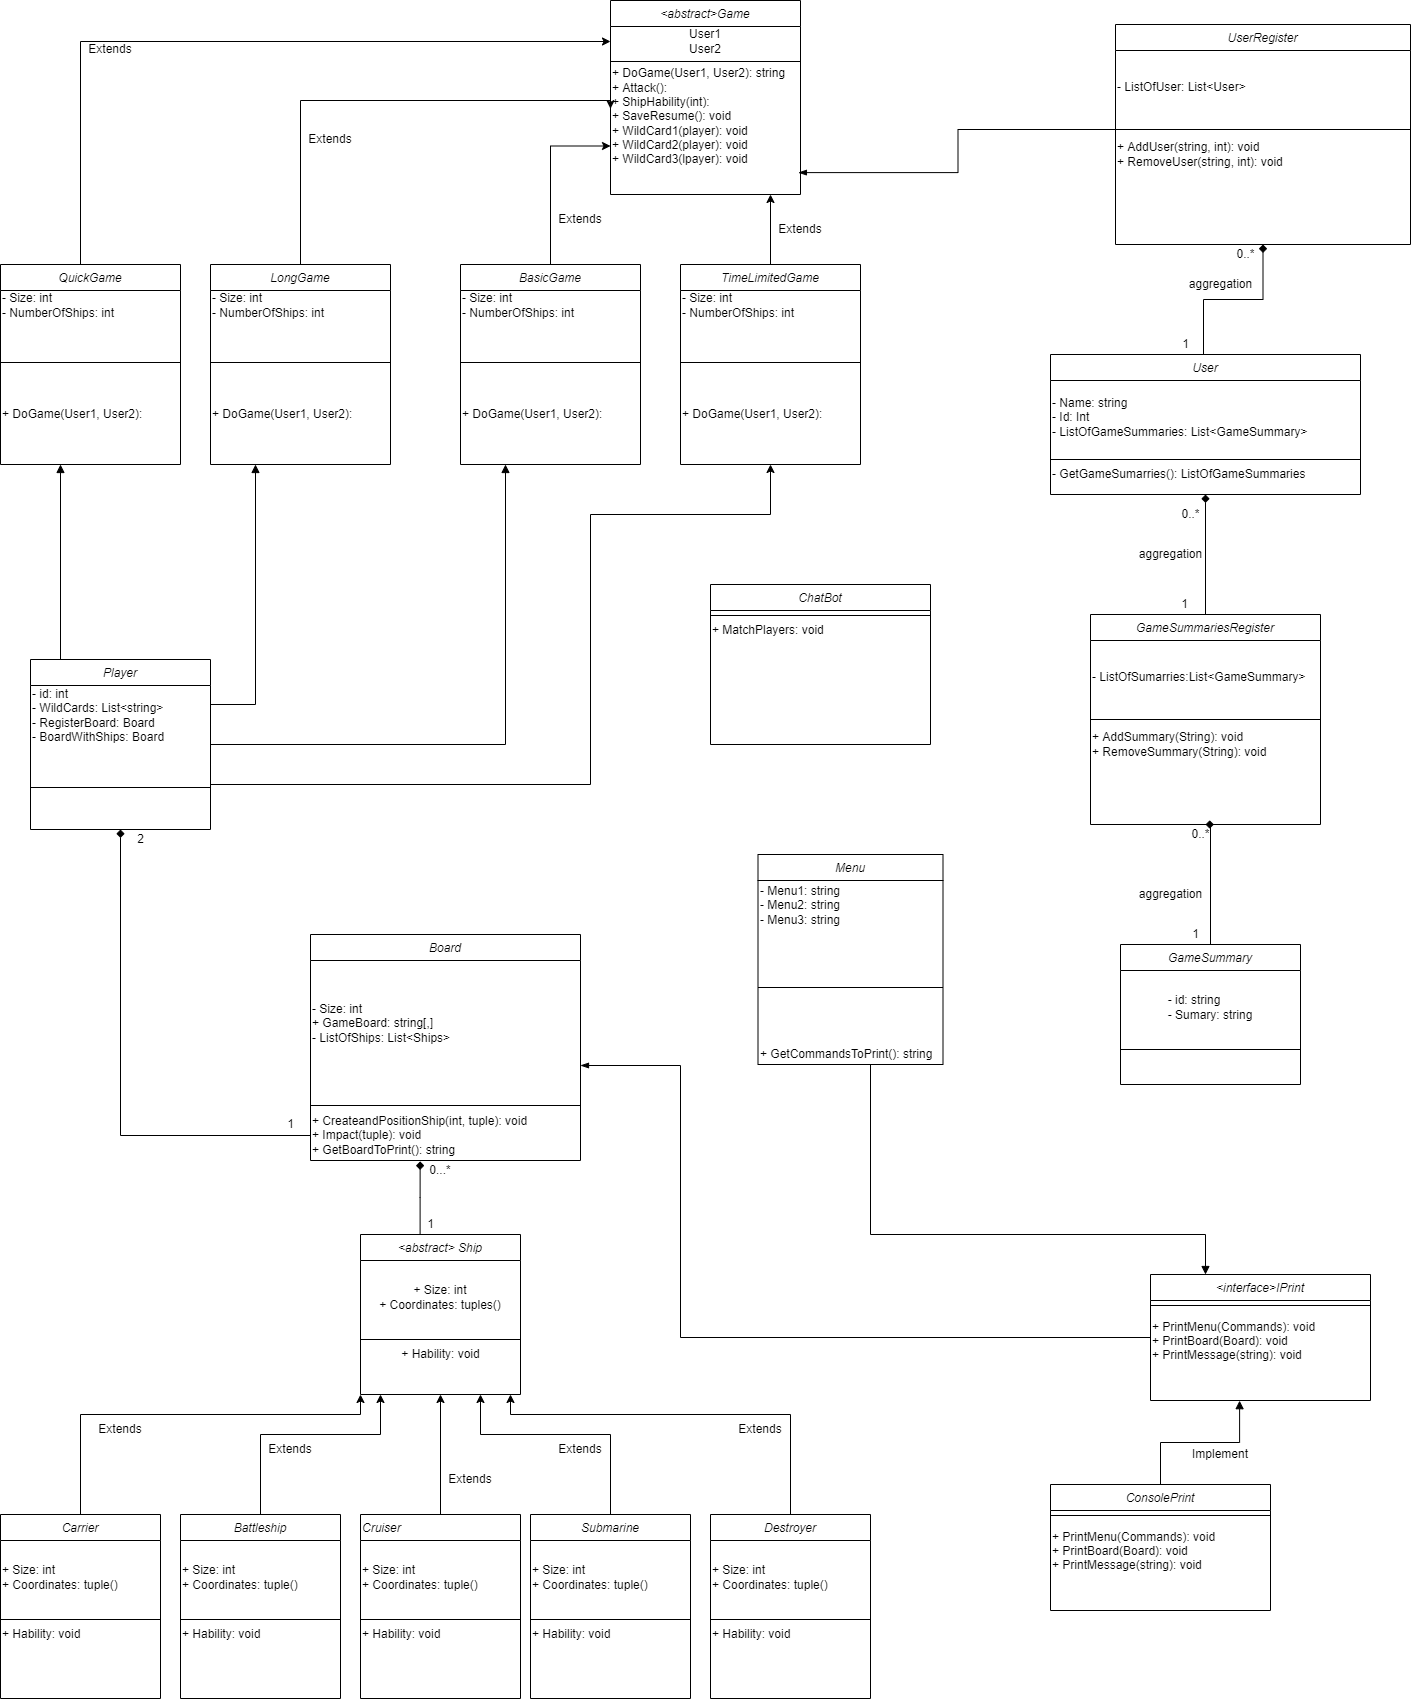 <abstract>Game
User1
User2
+ DoGame(User1, User2): string
+ Attack():
+ ShipHability(int):
+ SaveResume(): void
+ WildCard1(player): void
+ WildCard2(player): void
+ WildCard3(lpayer): void
UserRegister
- ListOfUser: List<User>
+ AddUser(string, int): void
+ RemoveUser(string, int): void
Extends
Extends
Extends
Extends
0..*
aggregation
1
QuickGame
- Size: int
- NumberOfShips: int
+ DoGame(User1, User2):
LongGame
- Size: int
- NumberOfShips: int
+ DoGame(User1, User2):
BasicGame
- Size: int
- NumberOfShips: int
+ DoGame(User1, User2):
TimeLimitedGame
- Size: int
- NumberOfShips: int
+ DoGame(User1, User2):
User
- Name: string
- Id: Int
- ListOfGameSummaries: List<GameSummary>
- GetGameSumarries(): ListOfGameSummaries
0..*
aggregation
1
ChatBot
+ MatchPlayers: void
GameSummariesRegister
- ListOfSumarries:List<GameSummary>
+ AddSummary(String): void
+ RemoveSummary(String): void
Player
- id: int
- WildCards: List<string>
- RegisterBoard: Board
- BoardWithShips: Board
2
0..*
aggregation
1
Menu
- Menu1: string
- Menu2: string
- Menu3: string
+ GetCommandsToPrint(): string
GameSummary
- id: string
- Sumary: string
Board
- Size: int
+ GameBoard: string[,]
- ListOfShips: List<Ships>
+ CreateandPositionShip(int, tuple): void
+ Impact(tuple): void
+ GetBoardToPrint(): string
1
0...*
1
<abstract> Ship
+ Size: int
+ Coordinates: tuples()
+ Hability: void
<interface>IPrint
+ PrintMenu(Commands): void
+ PrintBoard(Board): void
+ PrintMessage(string): void
Extends
Extends
Extends
Extends
Extends
Implement
ConsolePrint
+ PrintMenu(Commands): void
+ PrintBoard(Board): void
+ PrintMessage(string): void
Carrier
+ Size: int
+ Coordinates: tuple()
+ Hability: void
Battleship
+ Size: int
+ Coordinates: tuple()
+ Hability: void
Cruiser
+ Size: int
+ Coordinates: tuple()
+ Hability: void
Submarine
+ Size: int
+ Coordinates: tuple()
+ Hability: void
Destroyer
+ Size: int
+ Coordinates: tuple()
+ Hability: void